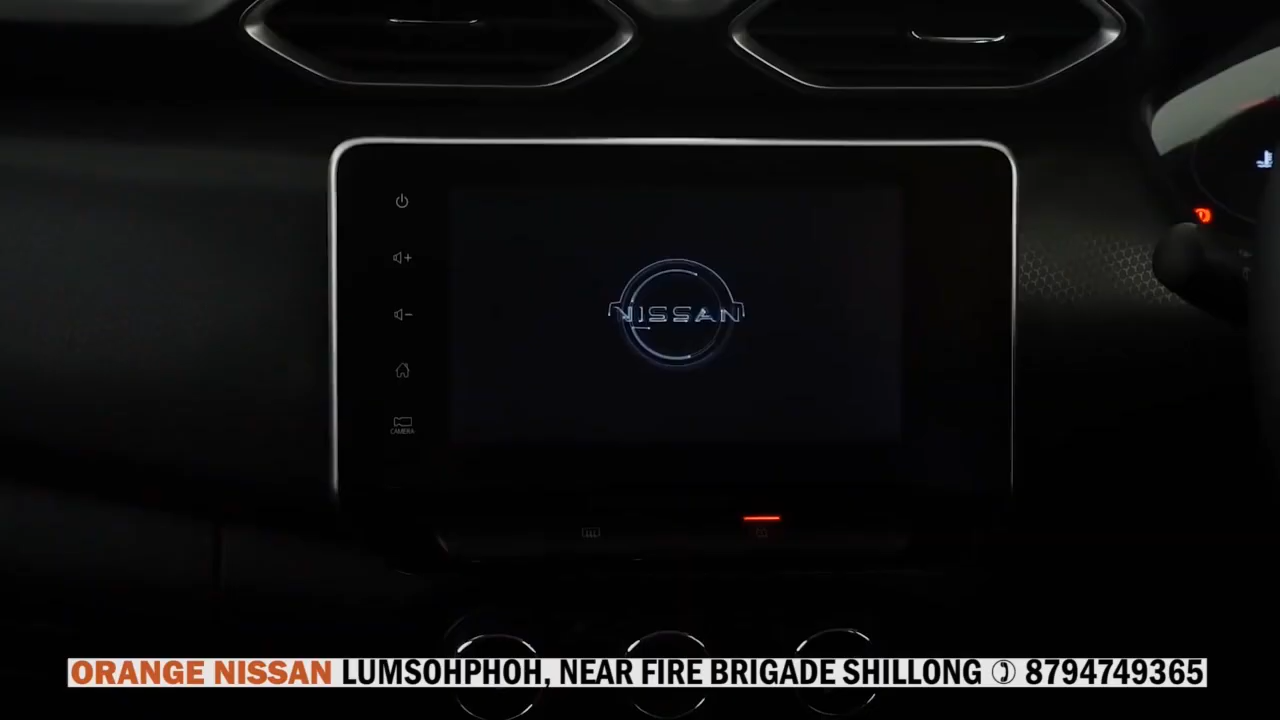 NISSAN
CAMERA
ORANGE NISSAN LUMSOHPHOH, NEAR FIRE BRIGADE SHILLONG ✆ 8794749365